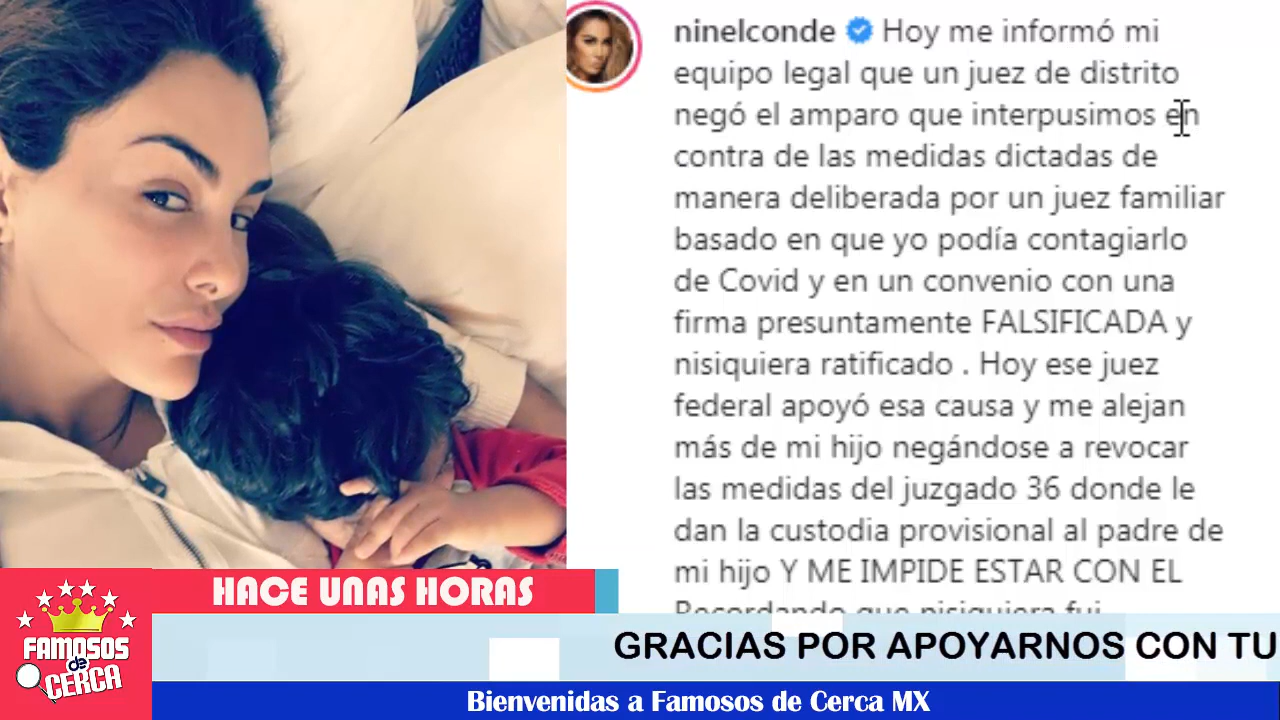 ninelconde Hoy me informó mi
equipo legal que un juez de distrito
negó el amparo que interpusimos en
contra de las medidas dictadas de
manera deliberada por un juez familiar
basado en que yo podía contagiarlo
de Covid y en un convenio con una
firma presuntamente FALSIFICADA y
nisiquiera ratificado . Hoy ese juez
federal apoyó esa causa y me alejan
más de mi hijo negándose a revocar
las medidas del juzgado 36 donde le
dan la custodia provisional al padre de
mi hijo Y ME IMPIDE ESTAR CON EL
Recordando que nisiquiera fui
HACE UNAS HORAS
FAMOSOS
de
CERCA
GRACIAS POR APOYARNOS CON TU
Bienvenidas a Famosos de Cerca MX